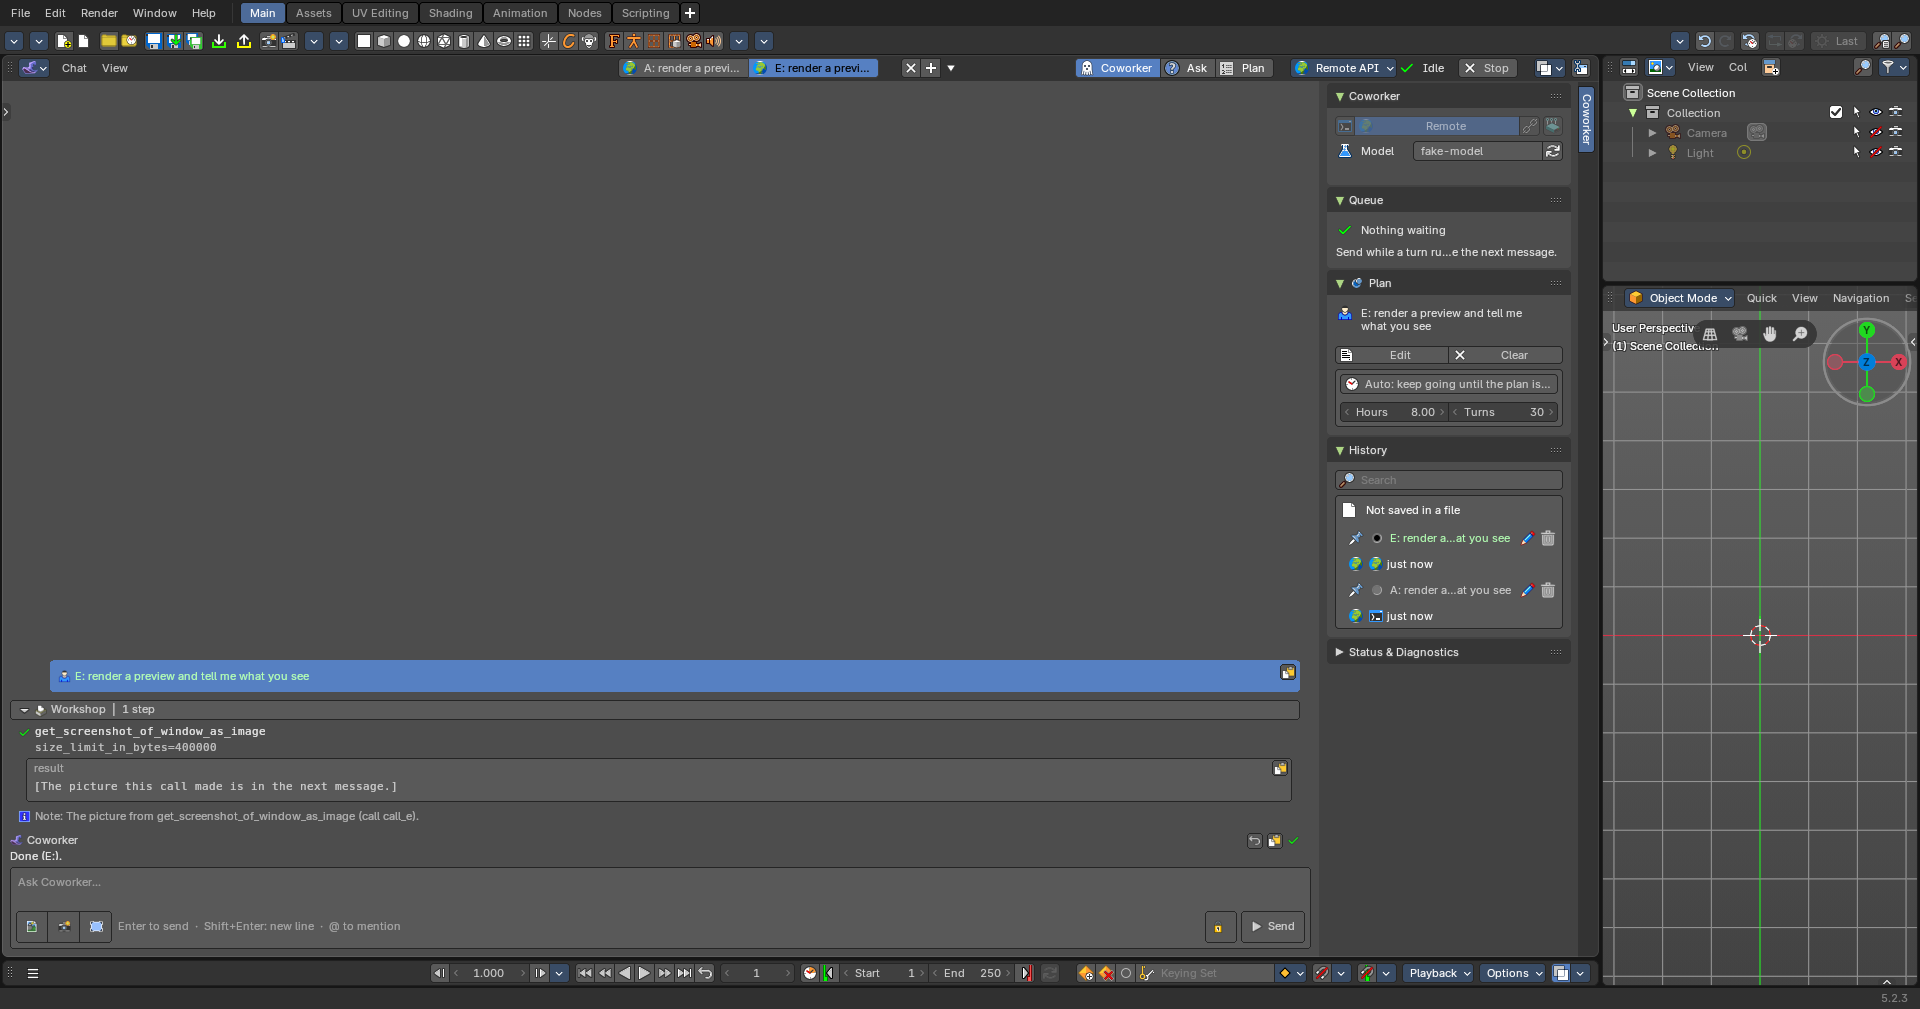 File Edit Render Window Help Main Assets UV Editing Shading Animation Nodes Scripting
Last
Chat View A: render a previ... E: render a previ... Coworker Ask Plan Remote API Idle Stop
View Col
Coworker
Remote
Model fake-model
Coworker
Queue
Nothing waiting
Send while a turn ru...e the next message.
Plan
E: render a preview and tell me
what you see
Edit Clear
Auto: keep going until the plan is...
Hours 8.00 Turns 30
History
Search
Not saved in a file
E: render a...at you see
just now
A: render a...at you see
just now
Status & Diagnostics
Scene Collection
Collection
Camera
Light
Object Mode Quick View Navigation Se
User Perspectiv
(1) Scene Collection
Y
Z X
E: render a preview and tell me what you see
Workshop | 1 step
get_screenshot_of_window_as_image
size_limit_in_bytes=400000
result
[The picture this call made is in the next message.]
Note: The picture from get_screenshot_of_window_as_image (call call_e).
Coworker
Done (E:).
Ask Coworker...
Enter to send · Shift+Enter: new line · @ to mention
Send
1.000 1 Start 1 End 250 Keying Set Playback Options
5.2.3